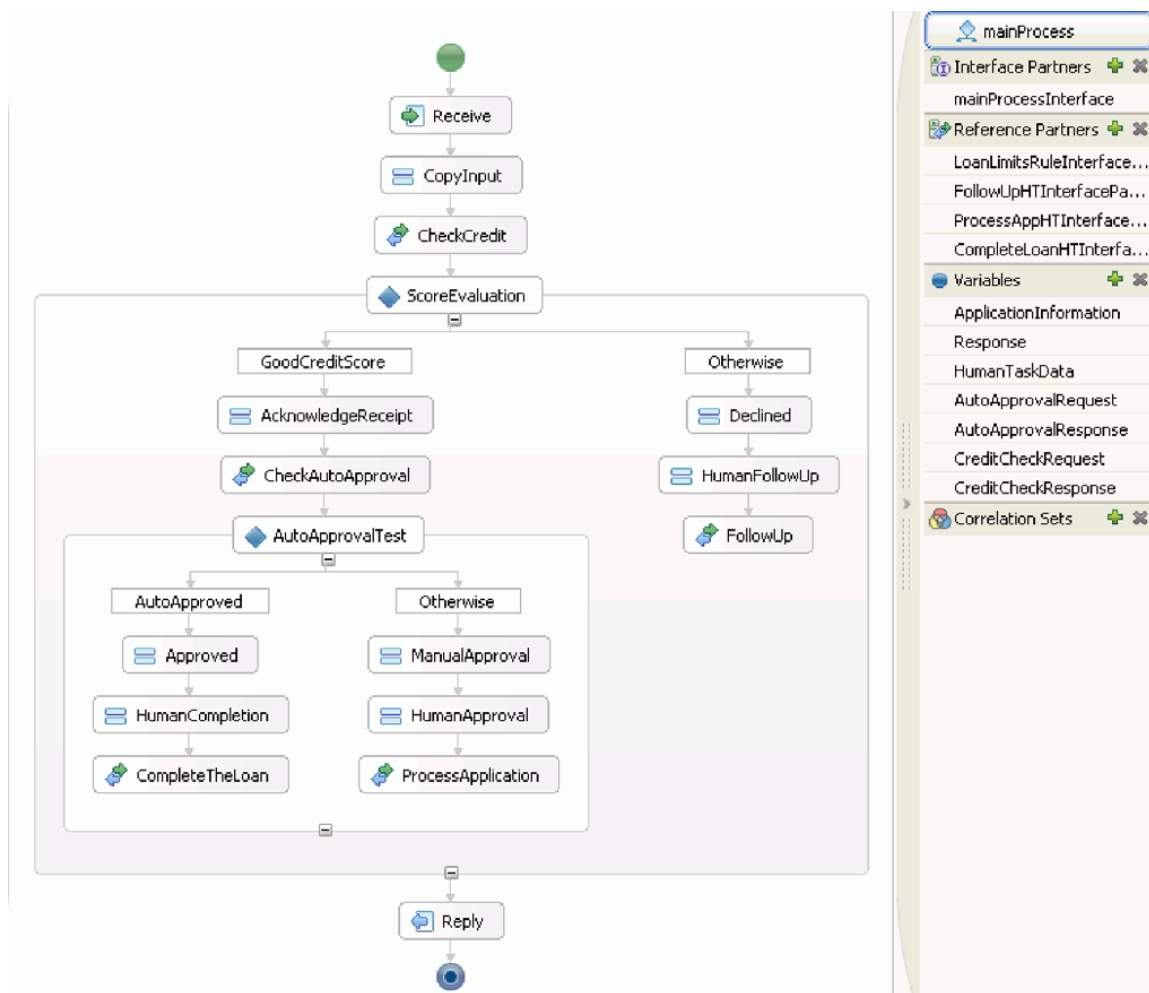 Receive
CopyInput
CheckCredit
ScoreEvaluation
GoodCreditScore
Otherwise
AcknowledgeReceipt
Declined
CheckAutoApproval
HumanFollowUp
AutoApprovalTest
FollowUp
AutoApproved
Otherwise
Approved
ManualApproval
HumanCompletion
HumanApproval
CompleteTheLoan
ProcessApplication
Reply
mainProcess
Interface Partners
mainProcessInterface
Reference Partners
LoanLimitsRuleInterface...
FollowUpHTInterfacePa...
ProcessAppHTInterface...
CompleteLoanHTInterfa...
Variables
ApplicationInformation
Response
HumanTaskData
AutoApprovalRequest
AutoApprovalResponse
CreditCheckRequest
CreditCheckResponse
Correlation Sets